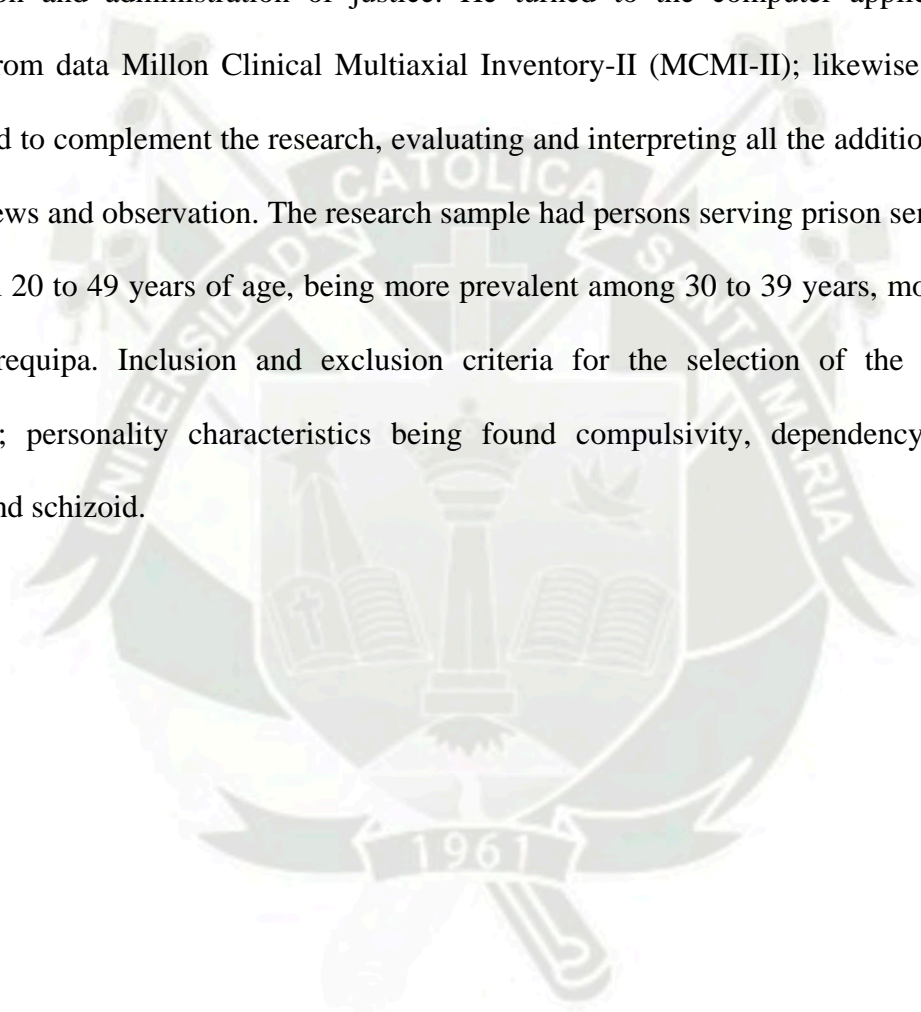 on and administration of justice. He turned to the computer appli
rom data Millon Clinical Multiaxial Inventory-II (MCMI-II); likewise
d to complement the research, evaluating and interpreting all the additio
ews and observation. The research sample had persons serving prison ser
20 to 49 years of age, being more prevalent among 30 to 39 years, mo
requipa. Inclusion and exclusion criteria for the selection of the
; personality characteristics being found compulsivity, dependency
nd schizoid.
UNIVERSIDAD CATOLICA SANTA MARIA
1961